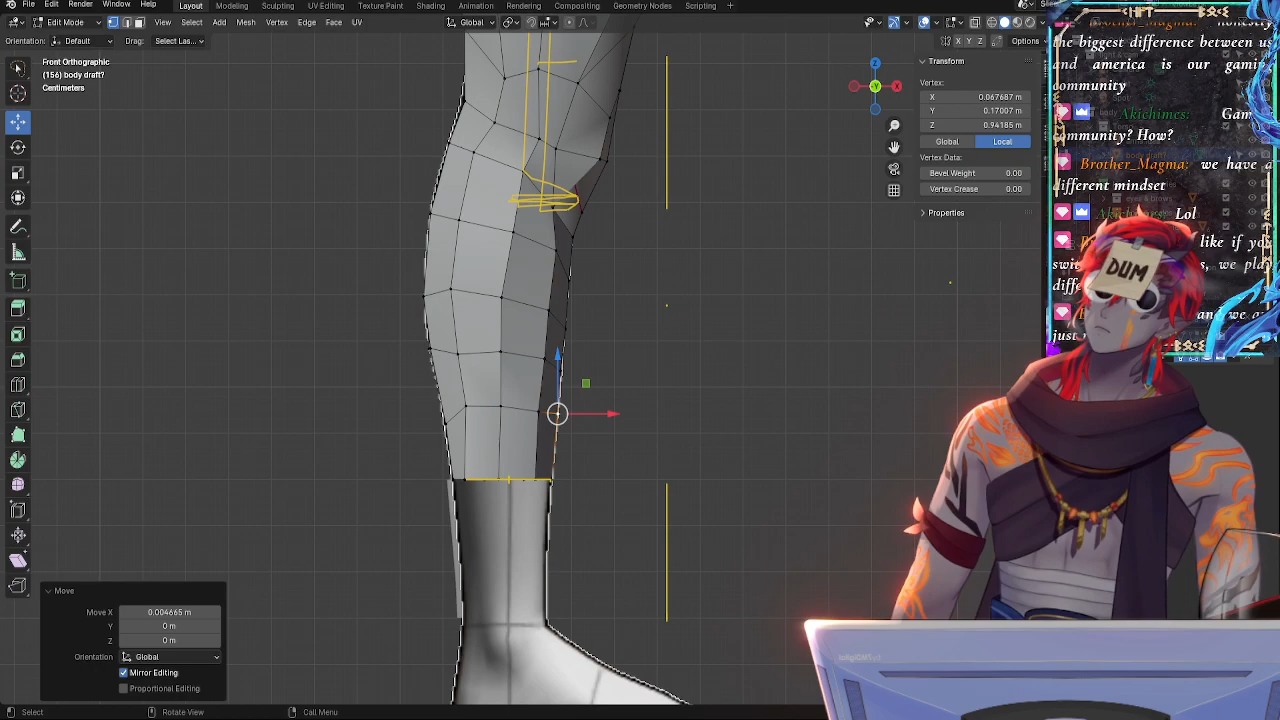 File Edit Render Window Help Layout Modeling Sculpting UV Editing Texture Paint Shading Animation Rendering Compositing Geometry Nodes Scripting +
Edit Mode View Select Add Mesh Vertex Edge Face UV Global
Orientation: Default Drag: Select Las... X Y Z Options
Front Orthographic
(156) body draft?
Centimeters
Z
Y
X
Transform
Vertex:
X 0.067687 m
Y 0.17007 m
Z 0.94185 m
Global Local
Vertex Data:
Bevel Weight 0.00
Vertex Crease 0.00
Properties
Brother_Magma: honestly
the biggest difference between us
and america is our gaming
community
Akichimes: Gam
community? How?
Brother_Magma: we have a
different mindset
Akichimes: Lol
like if you
DUM
Move
Move X 0.004665 m
Y 0 m
Z 0 m
Orientation Global
Mirror Editing
Proportional Editing
Select Rotate View Call Menu